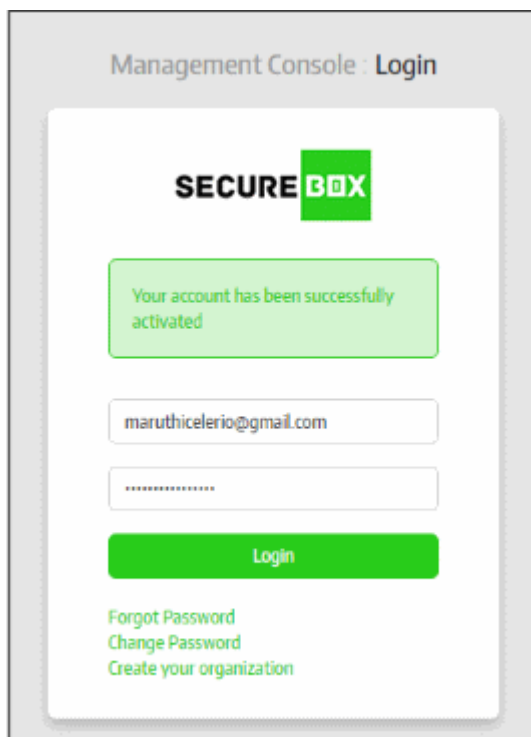 Management Console : Login
SECURE BOX
Your account has been successfully
activated
maruthicelerio@gmail.com
Login
Forgot Password
Change Password
Create your organization